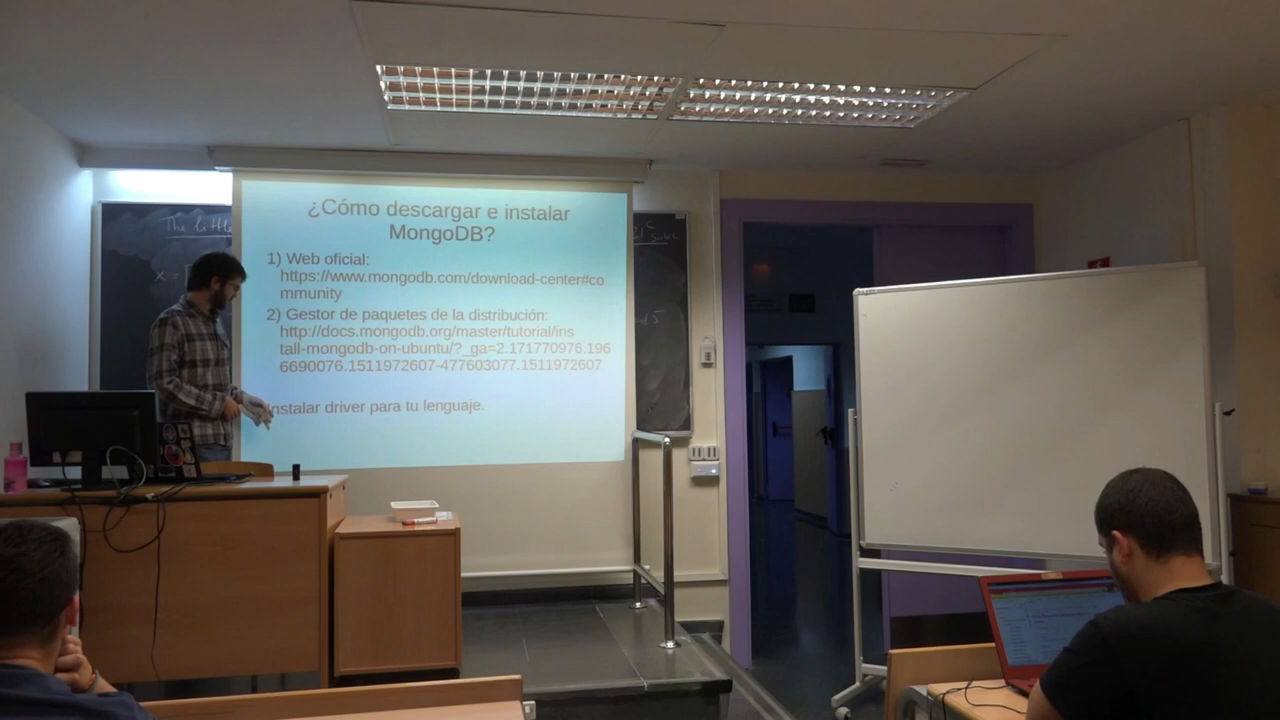 ¿Cómo descargar e instalar
MongoDB?
1) Web oficial:
https://www.mongodb.com/download-center#co
mmunity
2) Gestor de paquetes de la distribución:
http://docs.mongodb.org/master/tutorial/ins
tall-mongodb-on-ubuntu/?_ga=2.171770976.196
6690076.1511972607-477603077.1511972607
Instalar driver para tu lenguaje.
The little
x =